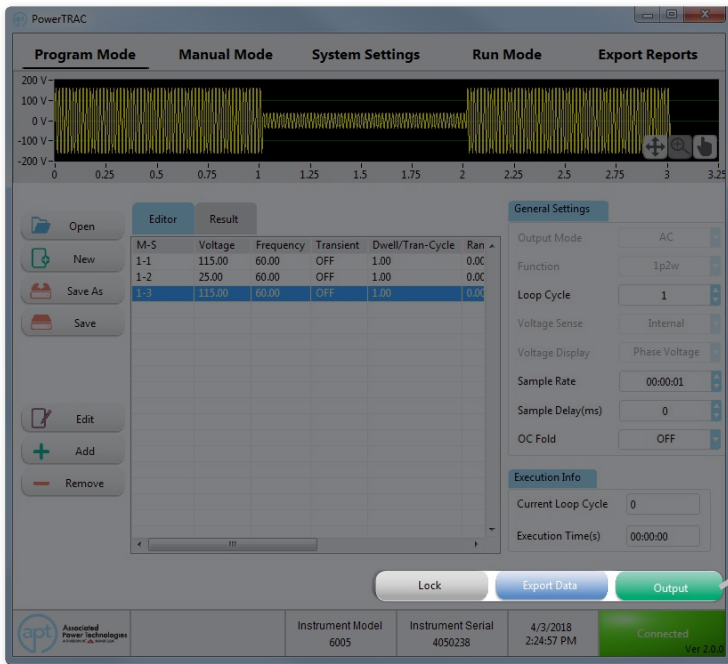 PowerTRAC
Program Mode Manual Mode System Settings Run Mode Export Reports
200 V
100 V
0 V
-100 V
-200 V
0 0.25 0.5 0.75 1 1.25 1.5 1.75 2 2.25 2.5 2.75 3 3.25
Open
New
Save As
Save
Edit
Add
Remove
Editor Result
M-S Voltage Frequency Transient Dwell/Tran-Cycle Ran
1-1 115.00 60.00 OFF 1.00 0.00
1-2 25.00 60.00 OFF 1.00 0.00
1-3 115.00 60.00 OFF 1.00 0.00
General Settings
Output Mode AC
Function 1p2w
Loop Cycle 1
Voltage Sense Internal
Voltage Display Phase Voltage
Sample Rate 00:00:01
Sample Delay(ms) 0
OC Fold OFF
Execution Info
Current Loop Cycle 0
Execution Time(s) 00:00:00
Lock Export Data Output
apt Associated
Power Technologies
Instrument Model
6005
Instrument Serial
4050238
4/3/2018
2:24:57 PM
Connected
Ver 2.0.0